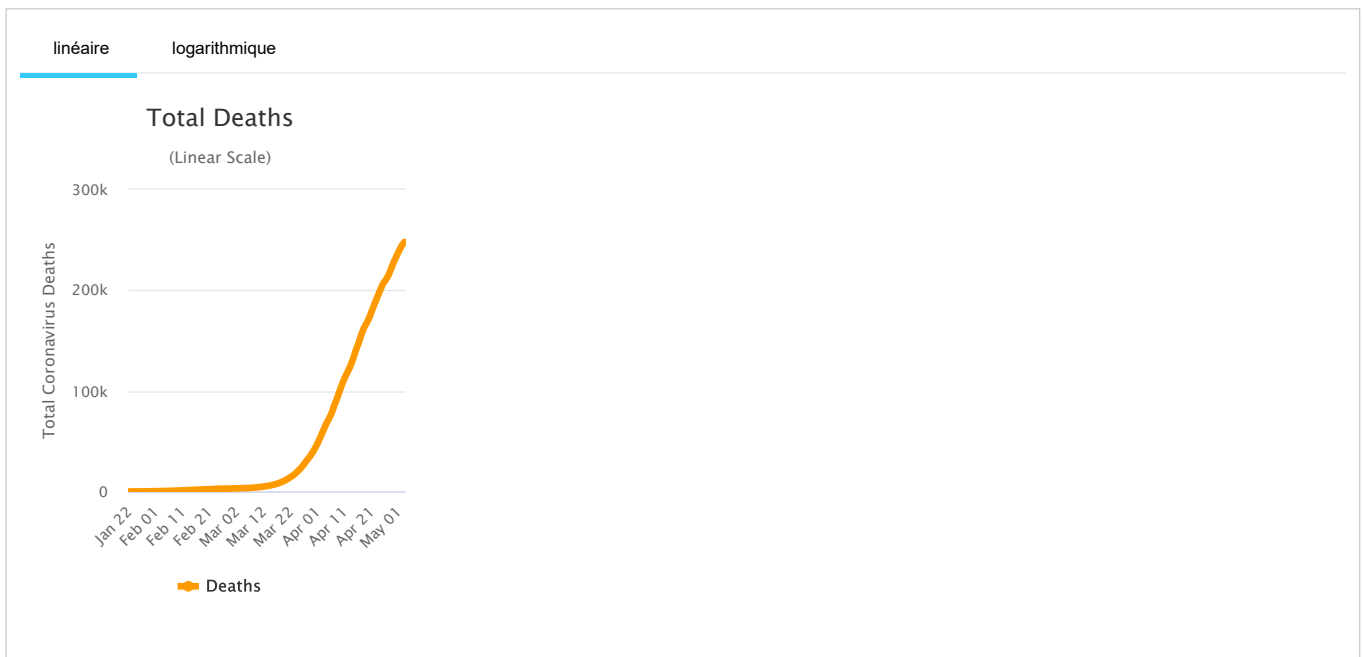 linéaire logarithmique
Total Deaths
(Linear Scale)
Total Coronavirus Deaths
300k
200k
100k
0
Jan 22 Feb 01 Feb 11 Feb 21 Mar 02 Mar 12 Mar 22 Apr 01 Apr 11 Apr 21 May 01
Deaths